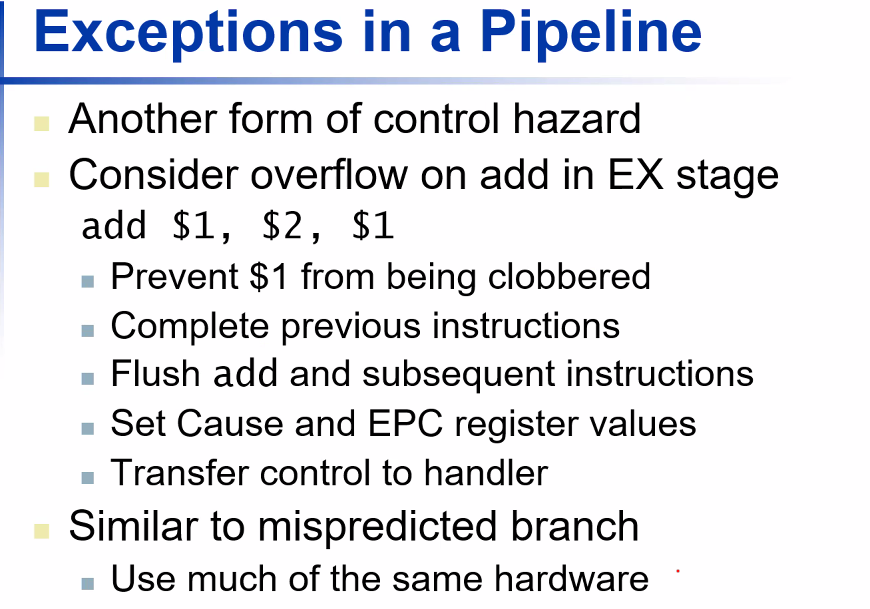 Exceptions in a Pipeline
Another form of control hazard
Consider overflow on add in EX stage
add $1, $2, $1
Prevent $1 from being clobbered
Complete previous instructions
Flush add and subsequent instructions
Set Cause and EPC register values
Transfer control to handler
Similar to mispredicted branch
Use much of the same hardware